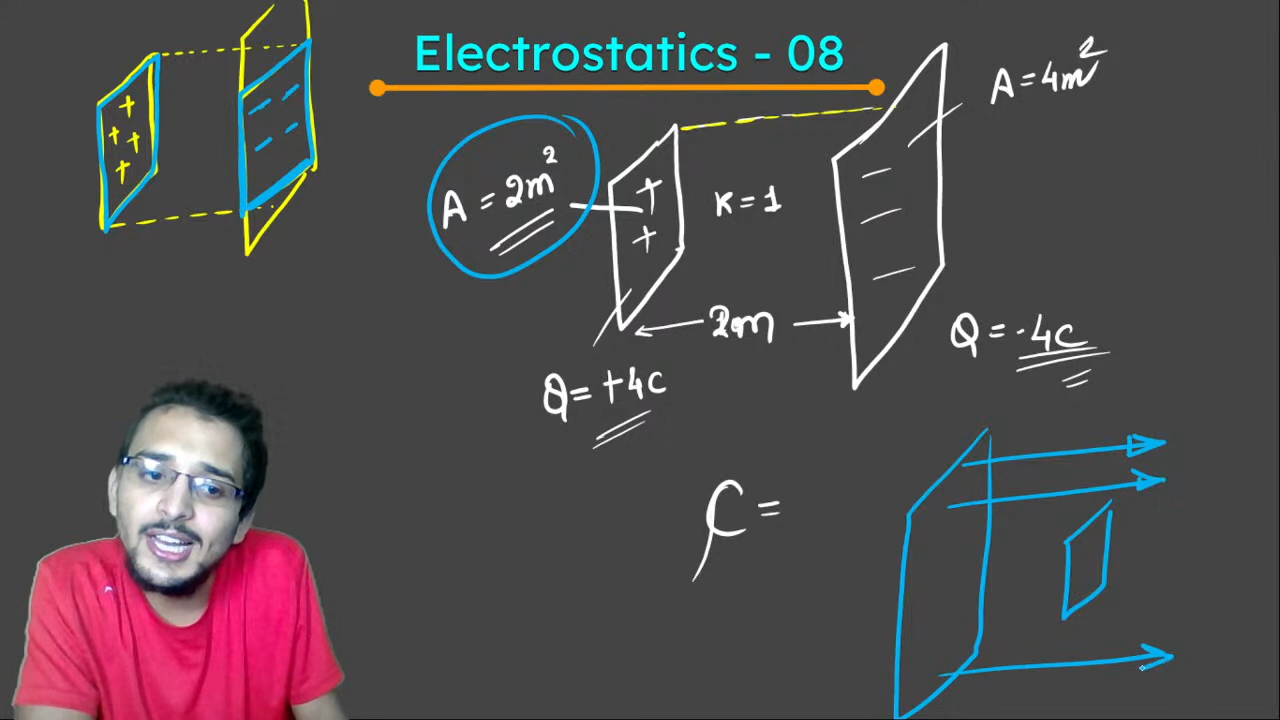 Electrostatics - 08
A = 4m²
A = 2m²
K = 1
+ + + +
- - - -
+ +
- - -
2m
Q = -4C
Q = +4C
C =